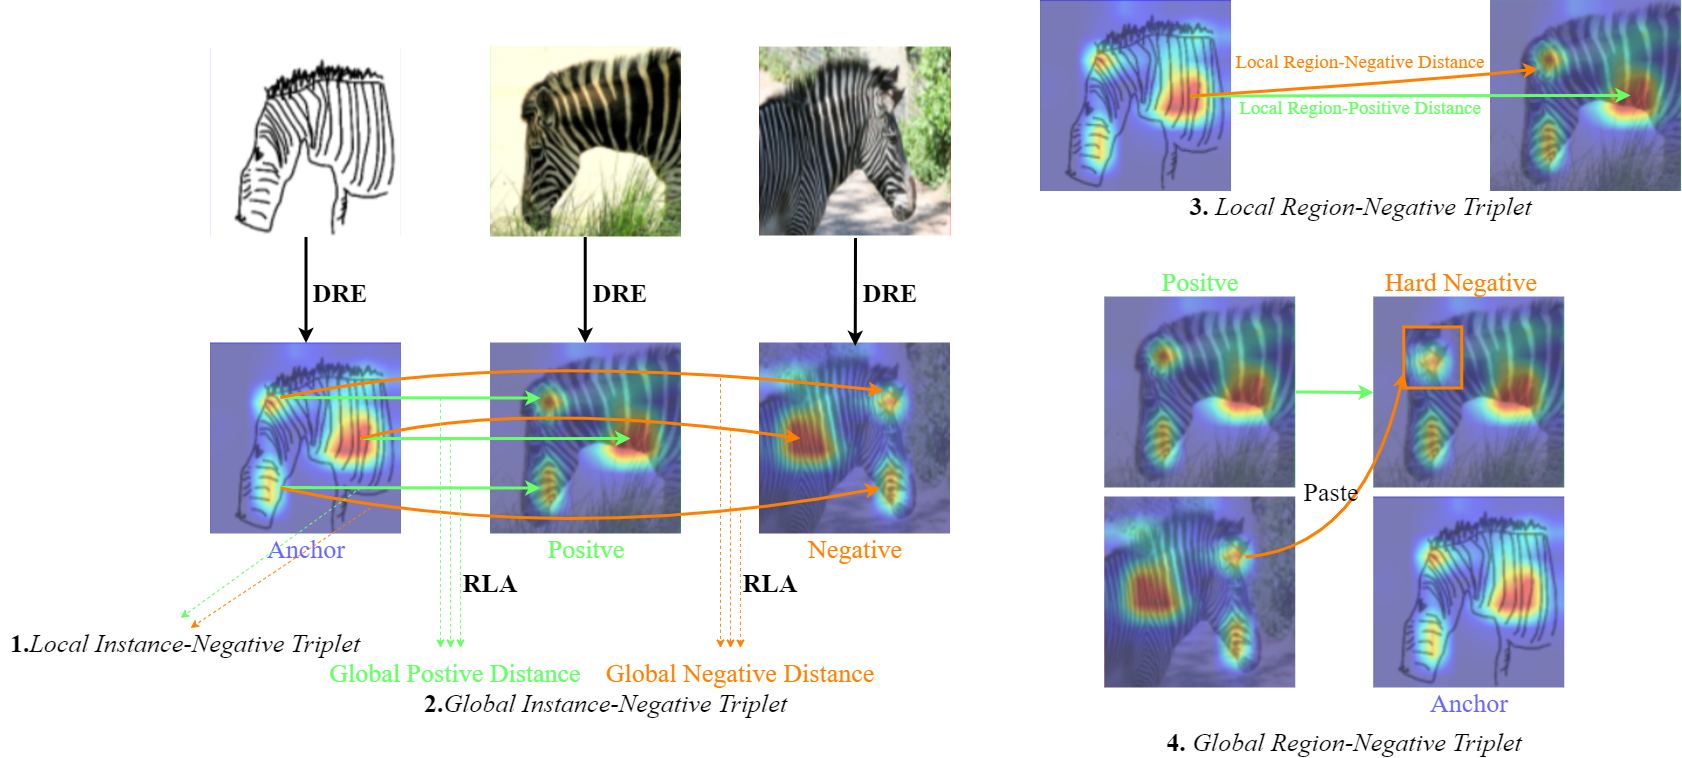 DRE
DRE
DRE
Anchor
Positve
Negative
RLA
RLA
1.Local Instance-Negative Triplet
Global Postive Distance
Global Negative Distance
2.Global Instance-Negative Triplet
Local Region-Negative Distance
Local Region-Positive Distance
3. Local Region-Negative Triplet
Positve
Hard Negative
Paste
Anchor
4. Global Region-Negative Triplet